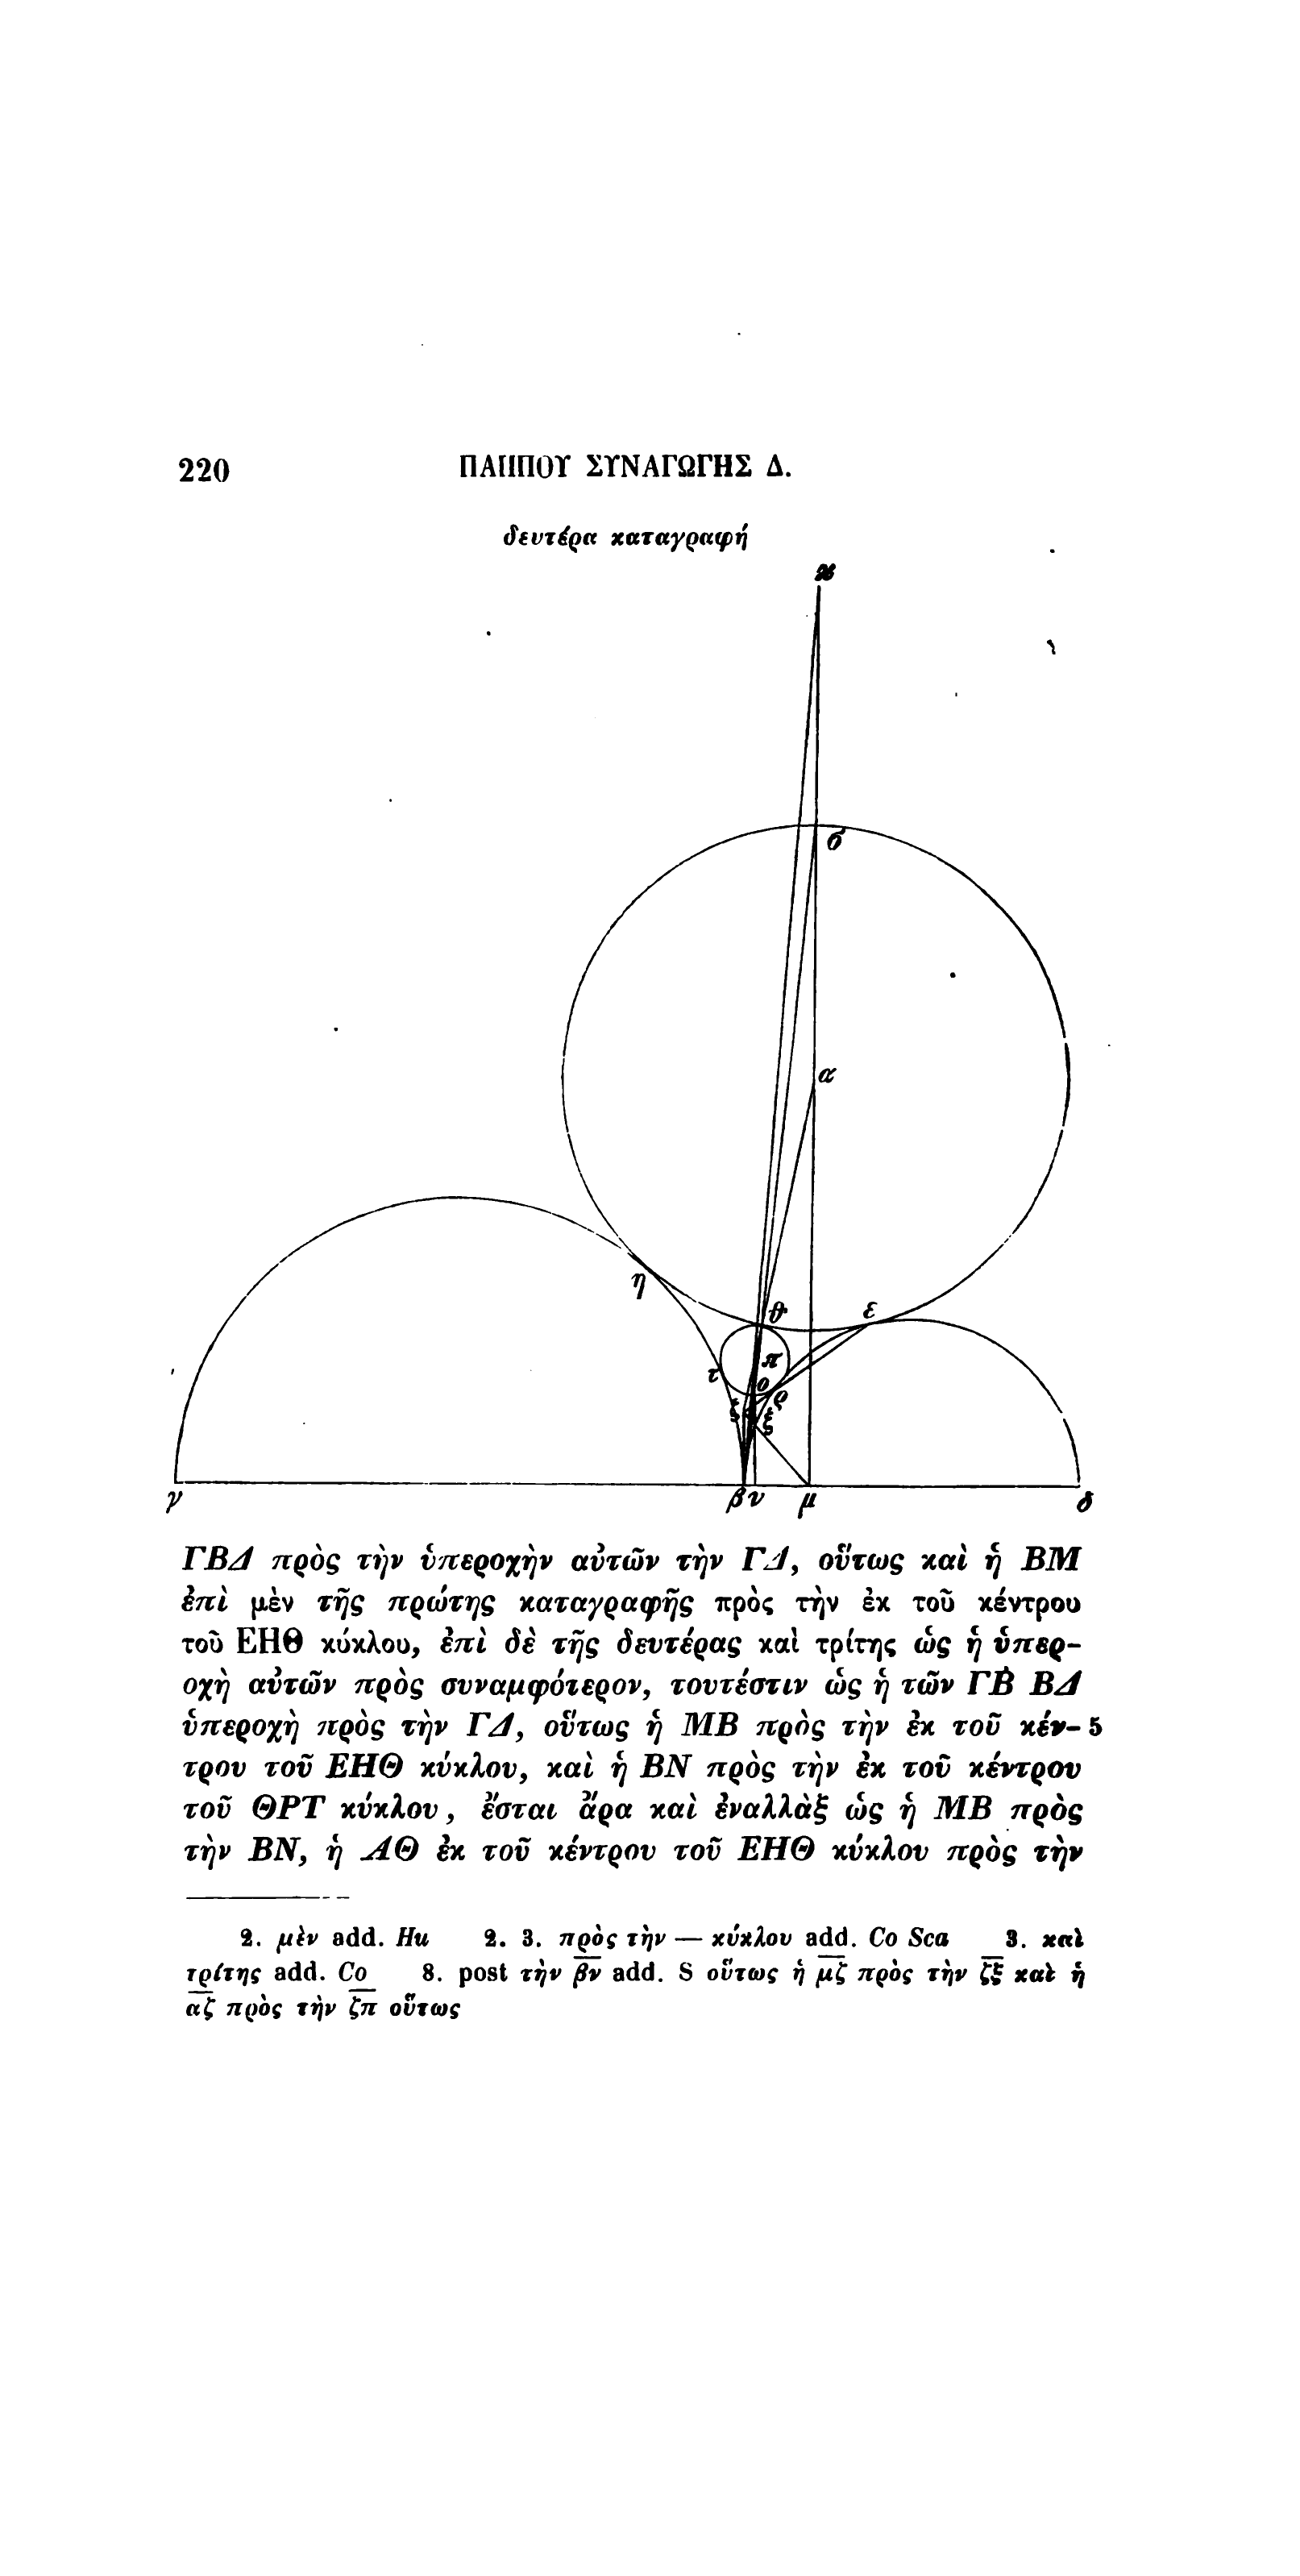 220
ΠΑΠΠΟΥ ΣΥΝΑΓΩΓΗΣ Δ.
δευτέρα καταγραφή
κ
σ
α
η
θ
ε
τ
π
ο
ρ
ξ
γ
β ν
μ
δ
ΓΒΔ πρὸς τὴν ὑπεροχὴν αὐτῶν τὴν ΓΔ, οὕτως καὶ ἡ ΒΜ
ἐπὶ μὲν τῆς πρώτης καταγραφῆς πρὸς τὴν ἐκ τοῦ κέντρου
τοῦ ΕΗΘ κύκλου, ἐπὶ δὲ τῆς δευτέρας καὶ τρίτης ὡς ἡ ὑπερ-
οχὴ αὐτῶν πρὸς συναμφότερον, τουτέστιν ὡς ἡ τῶν ΓΒ ΒΔ
ὑπεροχὴ πρὸς τὴν ΓΔ, οὕτως ἡ ΜΒ πρὸς τὴν ἐκ τοῦ κέν- 5
τρου τοῦ ΕΗΘ κύκλου, καὶ ἡ ΒΝ πρὸς τὴν ἐκ τοῦ κέντρου
τοῦ ΘΡΤ κύκλου, ἔσται ἄρα καὶ ἐναλλὰξ ὡς ἡ ΜΒ πρὸς
τὴν ΒΝ, ἡ ΑΘ ἐκ τοῦ κέντρου τοῦ ΕΗΘ κύκλου πρὸς τὴν
2. μὲν add. Hu 2. 3. πρὸς τὴν — κύκλου add. Co Sca 3. καὶ
τρίτης add. Co 8. post τὴν βν add. S οὕτως ἡ μζ πρὸς τὴν ζξ καὶ ἡ
αζ πρὸς τὴν ζπ οὕτως